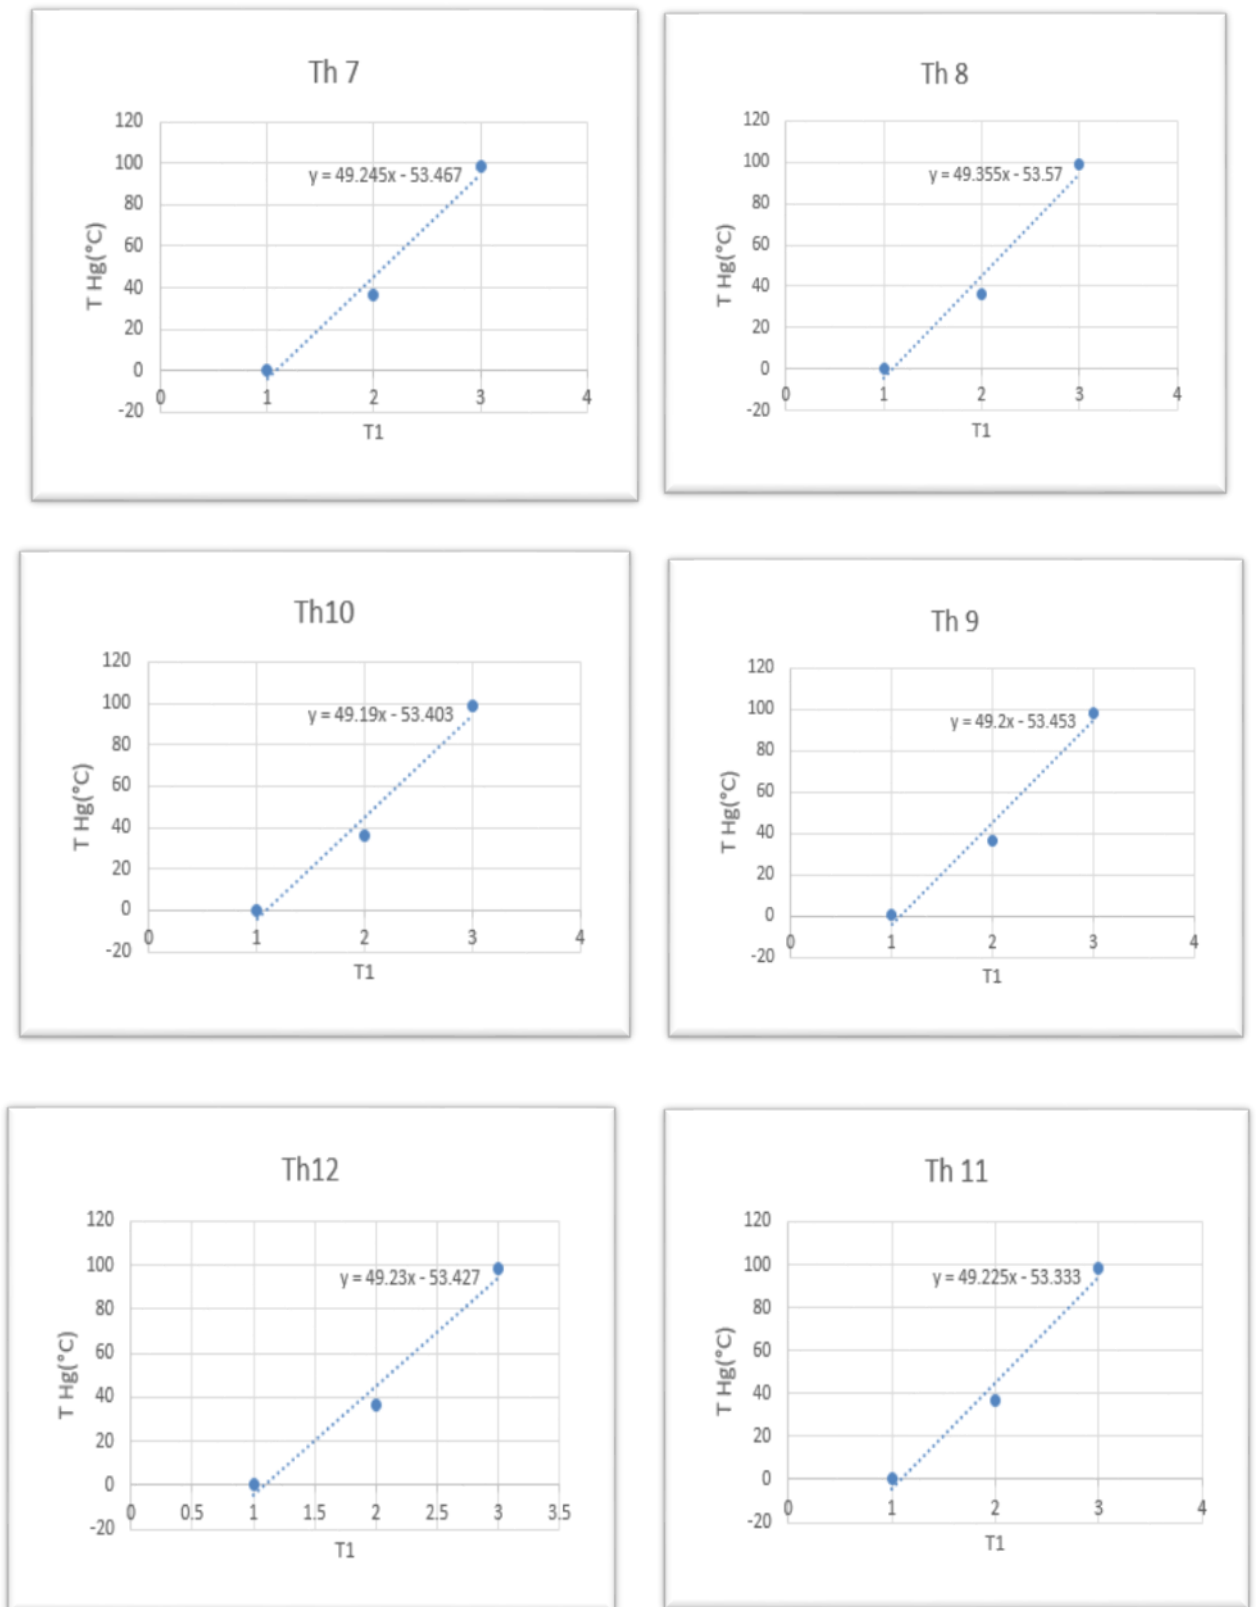 Th 7
120
100
80
60
40
20
0
-20
T Hg(°C)
y = 49.245x - 53.467
0 1 2 3 4
T1
Th 8
120
100
80
60
40
20
0
-20
T Hg(°C)
y = 49.355x - 53.57
0 1 2 3 4
T1
Th10
120
100
80
60
40
20
0
-20
T Hg(°C)
y = 49.19x - 53.403
0 1 2 3 4
T1
Th 9
120
100
80
60
40
20
0
-20
T Hg(°C)
y = 49.2x - 53.453
0 1 2 3 4
T1
Th12
120
100
80
60
40
20
0
-20
T Hg(°C)
y = 49.23x - 53.427
0 0.5 1 1.5 2 2.5 3 3.5
T1
Th 11
120
100
80
60
40
20
0
-20
T Hg(°C)
y = 49.225x - 53.333
0 1 2 3 4
T1